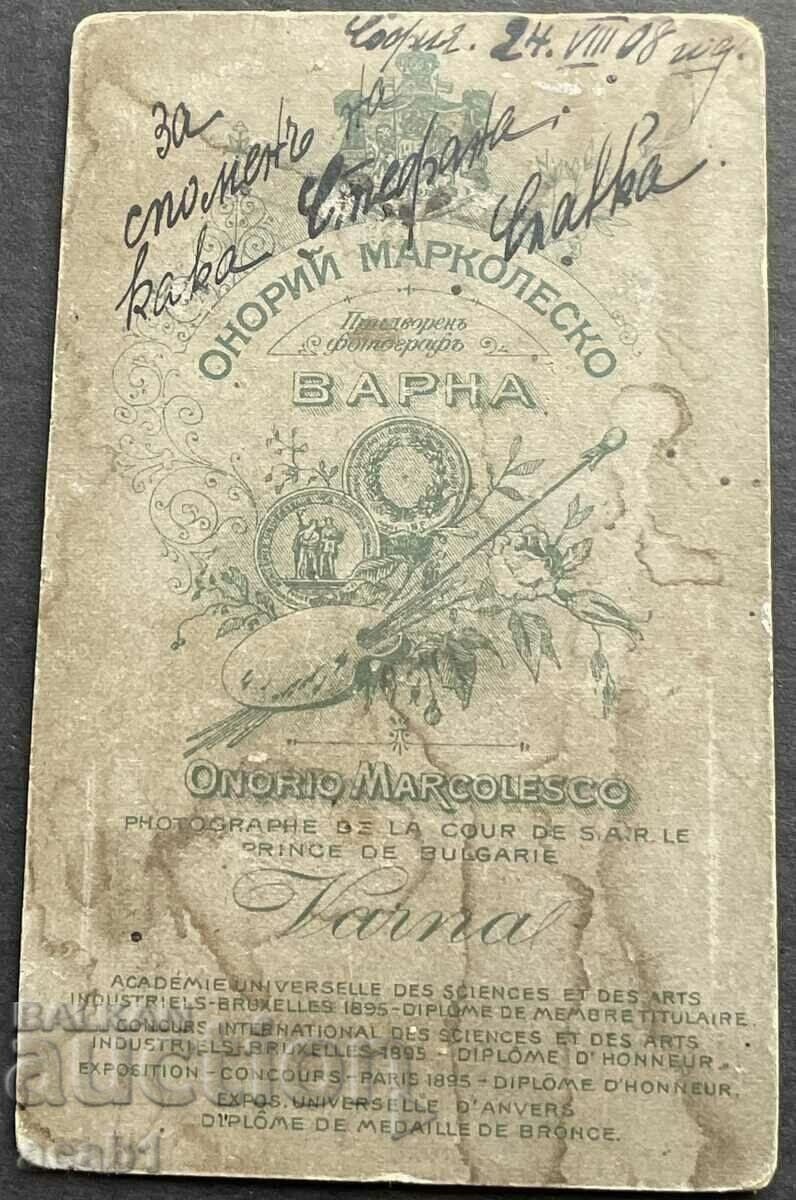 София. 24. VIII 08 год.
за
споменъ на
кака Стефана.
Славка.
ОНОРИЙ МАРКОЛЕСКО
Придворенъ
фотографъ
ВАРНА
ONORIO MARCOLESCO
PHOTOGRAPHE DE LA COUR DE S.A.R. LE
PRINCE DE BULGARIE
Varna
ACADÉMIE UNIVERSELLE DES SCIENCES ET DES ARTS
INDUSTRIELS-BRUXELLES 1895-DIPLÔME DE MEMBRE TITULAIRE.
CONCOURS INTERNATIONAL DES SCIENCES ET DES ARTS
INDUSTRIELS-BRUXELLES-1895 - DIPLÔME D'HONNEUR.
EXPOSITION-CONCOURS-PARIS 1895-DIPLÔME D'HONNEUR.
EXPOS. UNIVERSELLE D'ANVERS
DIPLÔME DE MEDAILLE DE BRONCE.
BALKAN
auction
acab1